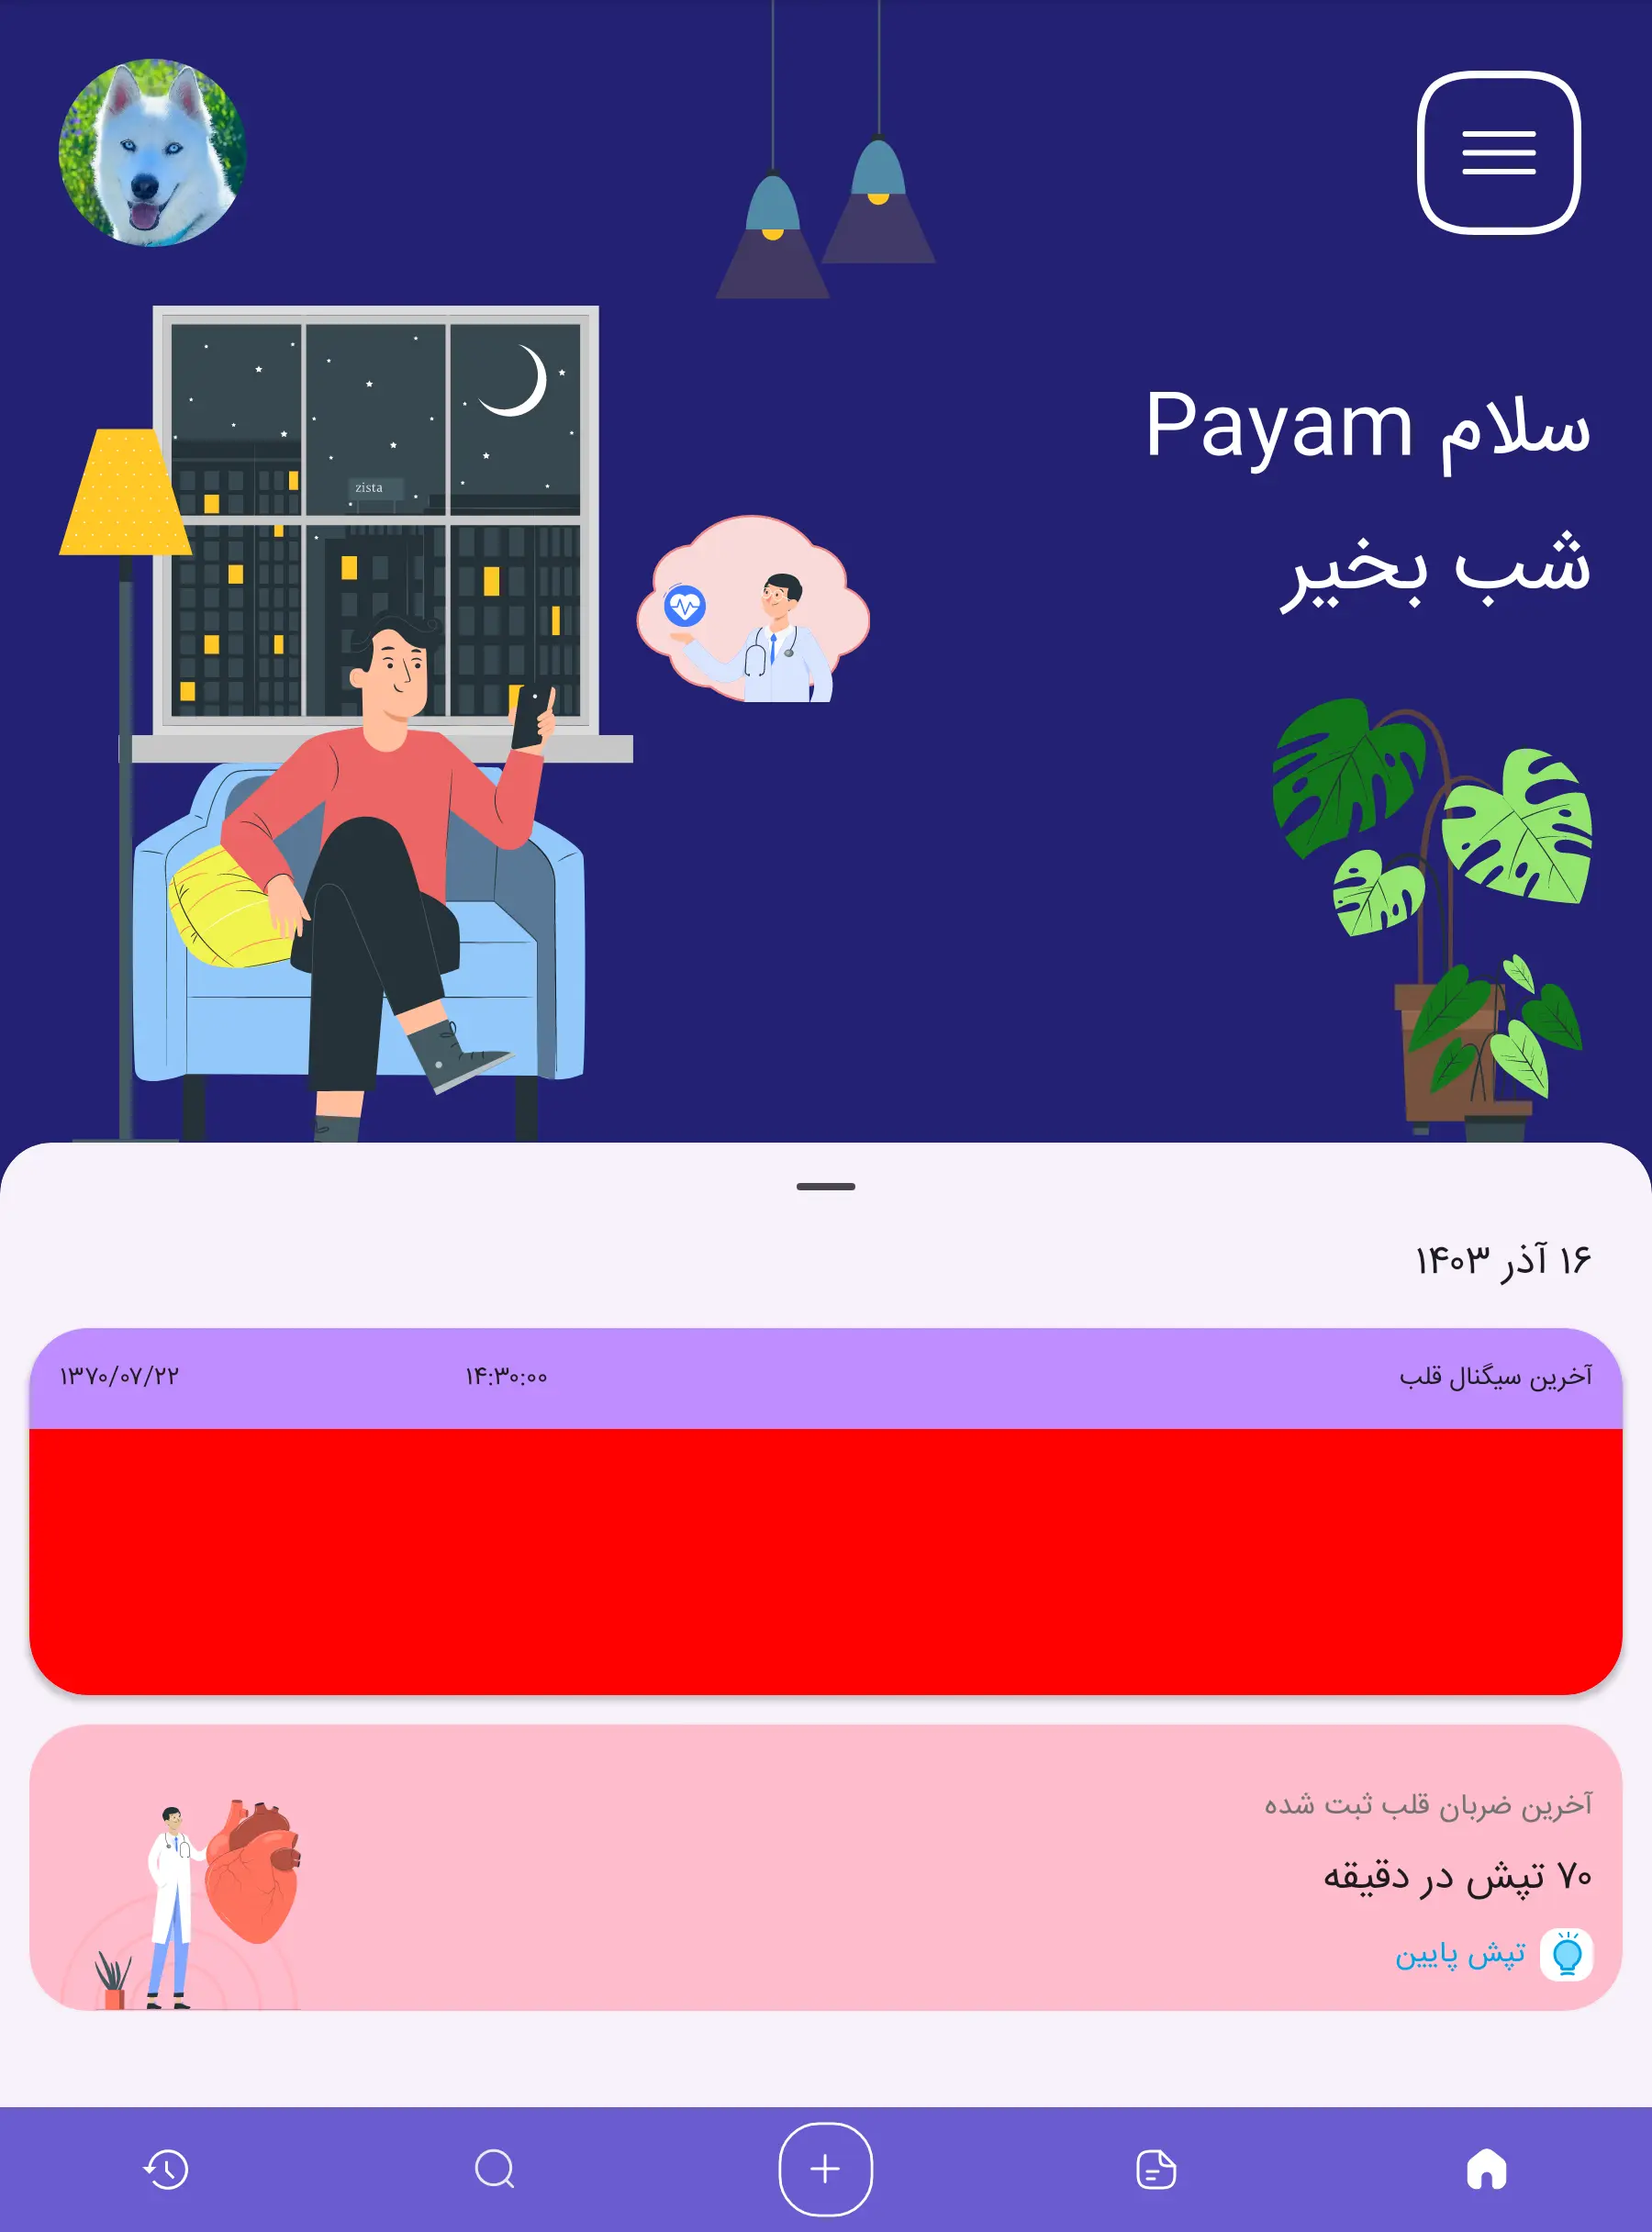 سلام Payam
شب بخیر
zista
۱۶ آذر ۱۴۰۳
آخرین سیگنال قلب ۱۴:۳۰:۰۰ ۱۳۷۰/۰۷/۲۲
آخرین ضربان قلب ثبت شده
۷۰ تپش در دقیقه
تپش پایین